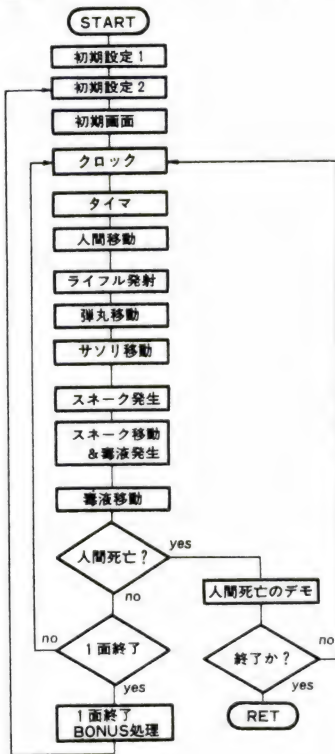 START
初期設定1
初期設定2
初期画面
クロック
タイマ
人間移動
ライフル発射
弾丸移動
サソリ移動
スネーク発生
スネーク移動
&毒液発生
毒液移動
人間死亡?
yes
no
人間死亡のデモ
1面終了
no
yes
終了か?
no
yes
1面終了
BONUS処理
RET